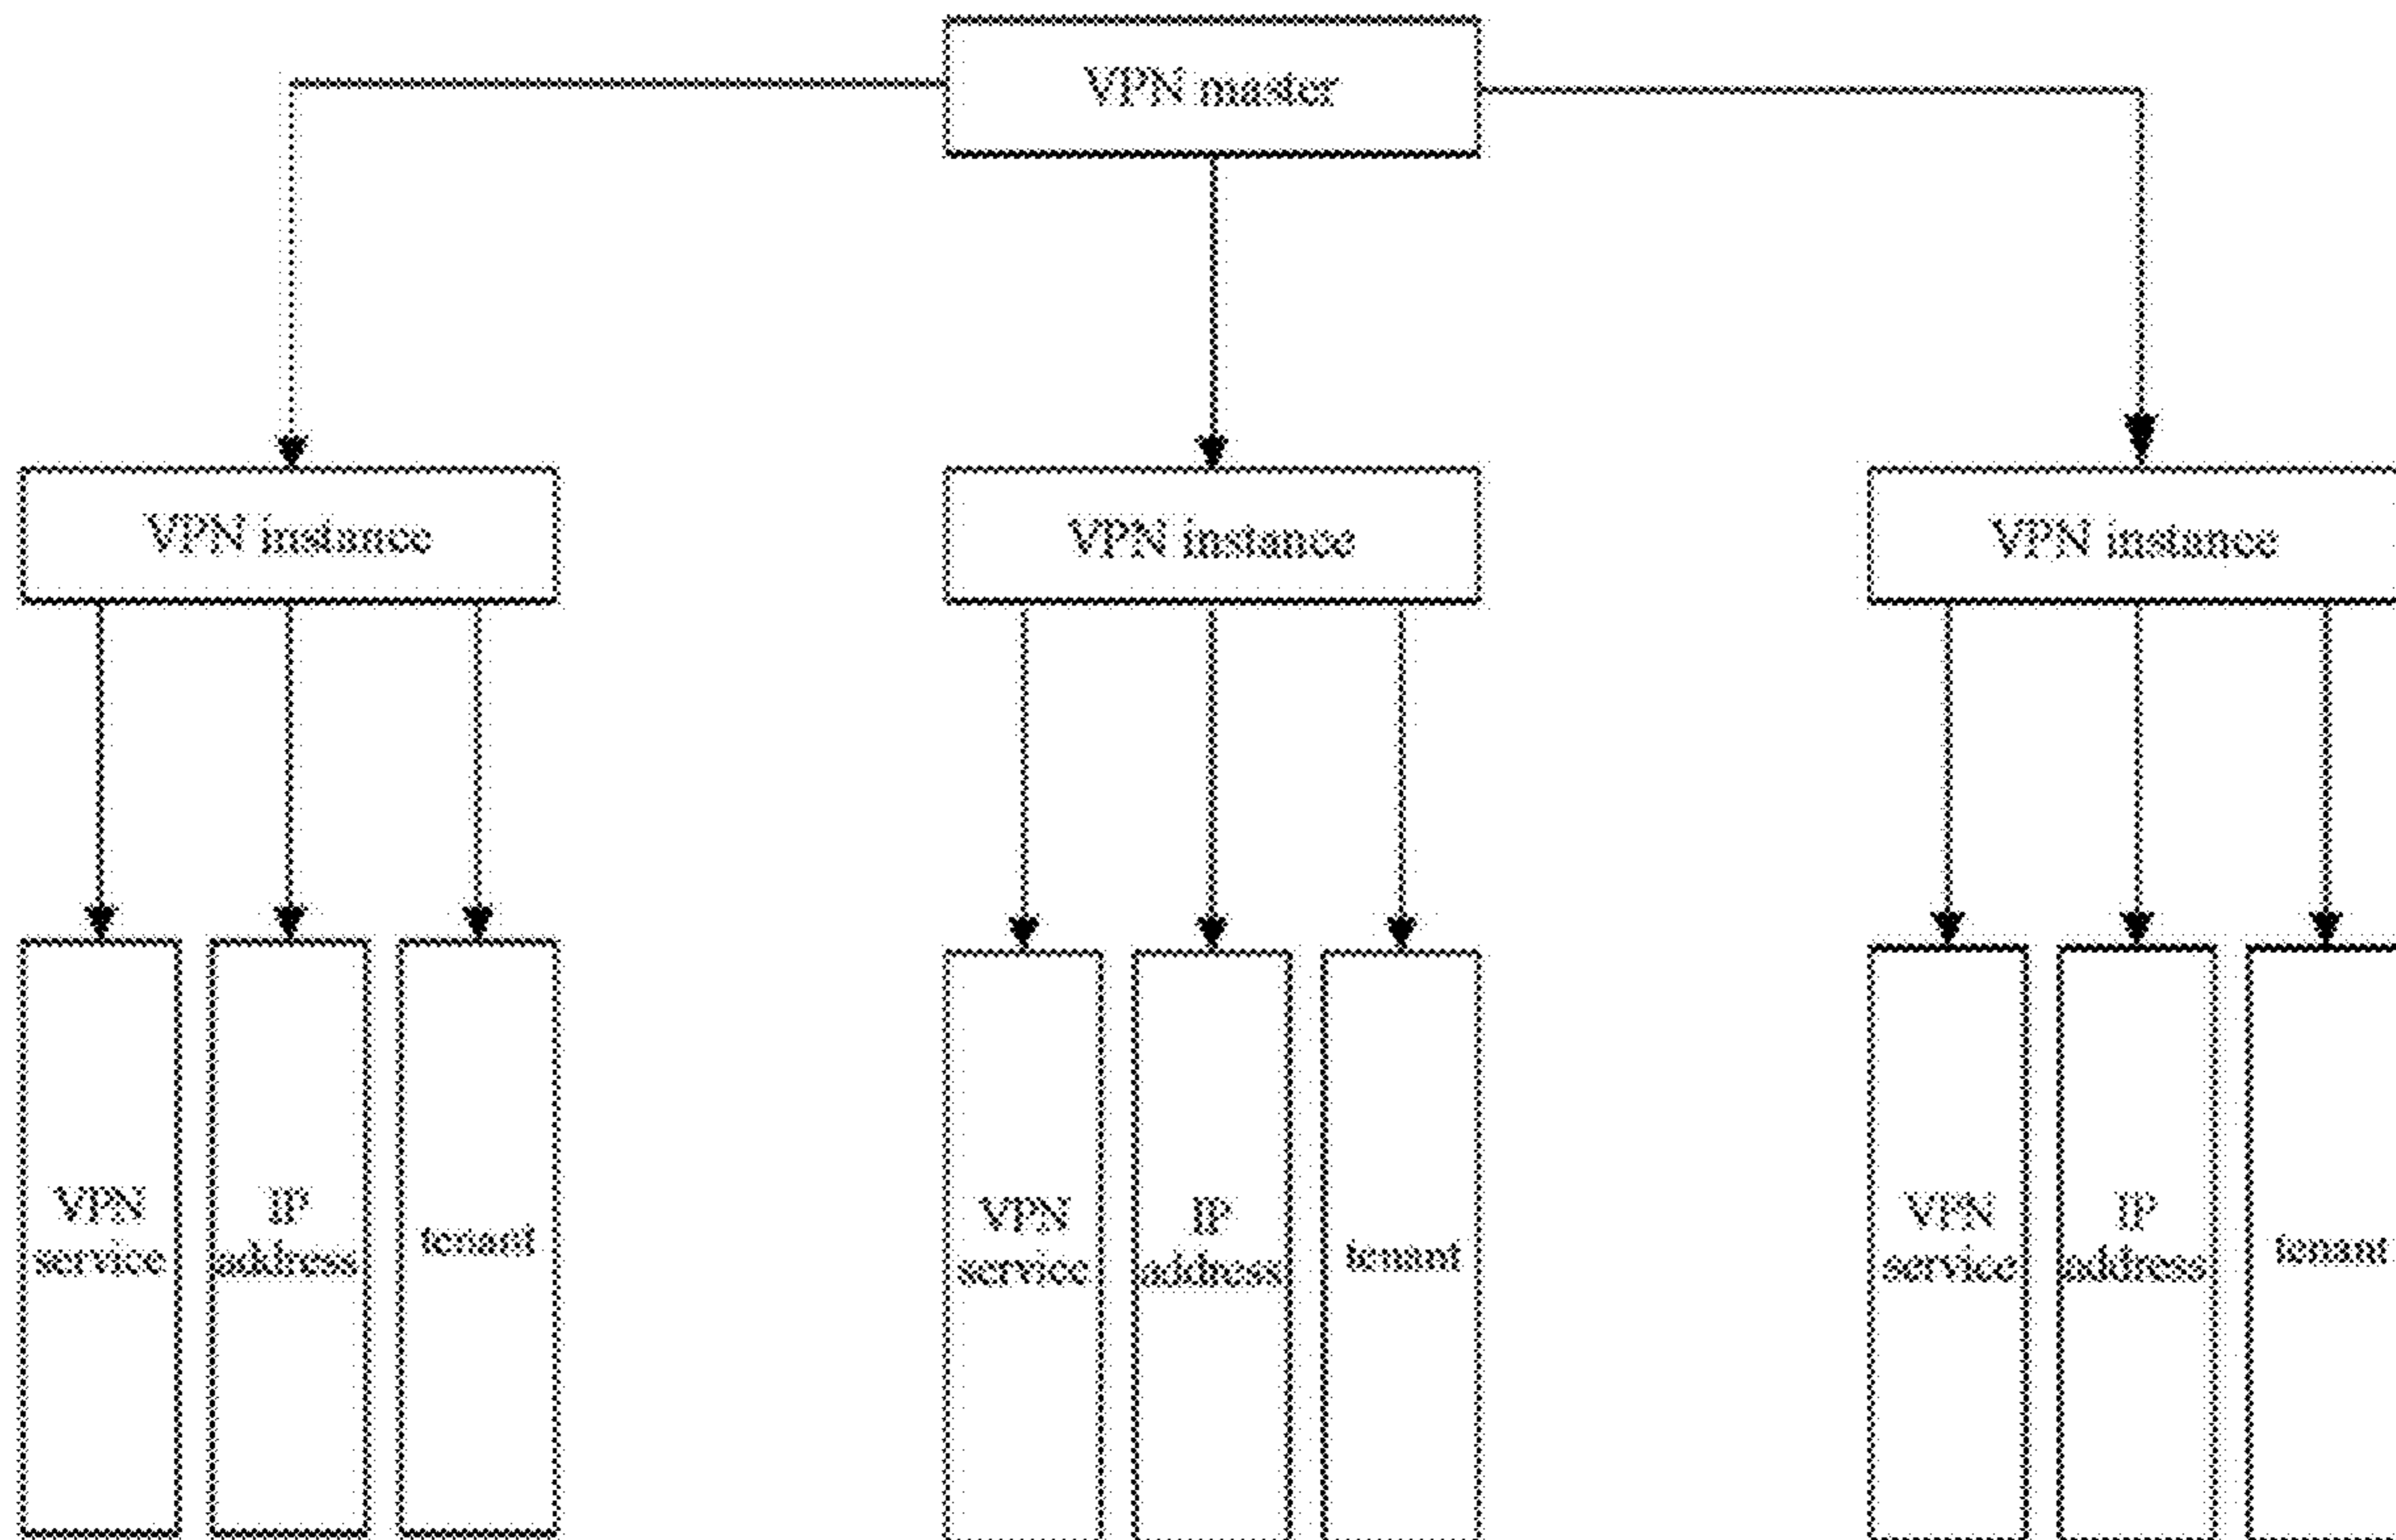 VPN master
VPN instance
VPN instance
VPN instance
VPN
service
IP
address
tenant
VPN
service
IP
address
tenant
VPN
service
IP
address
tenant